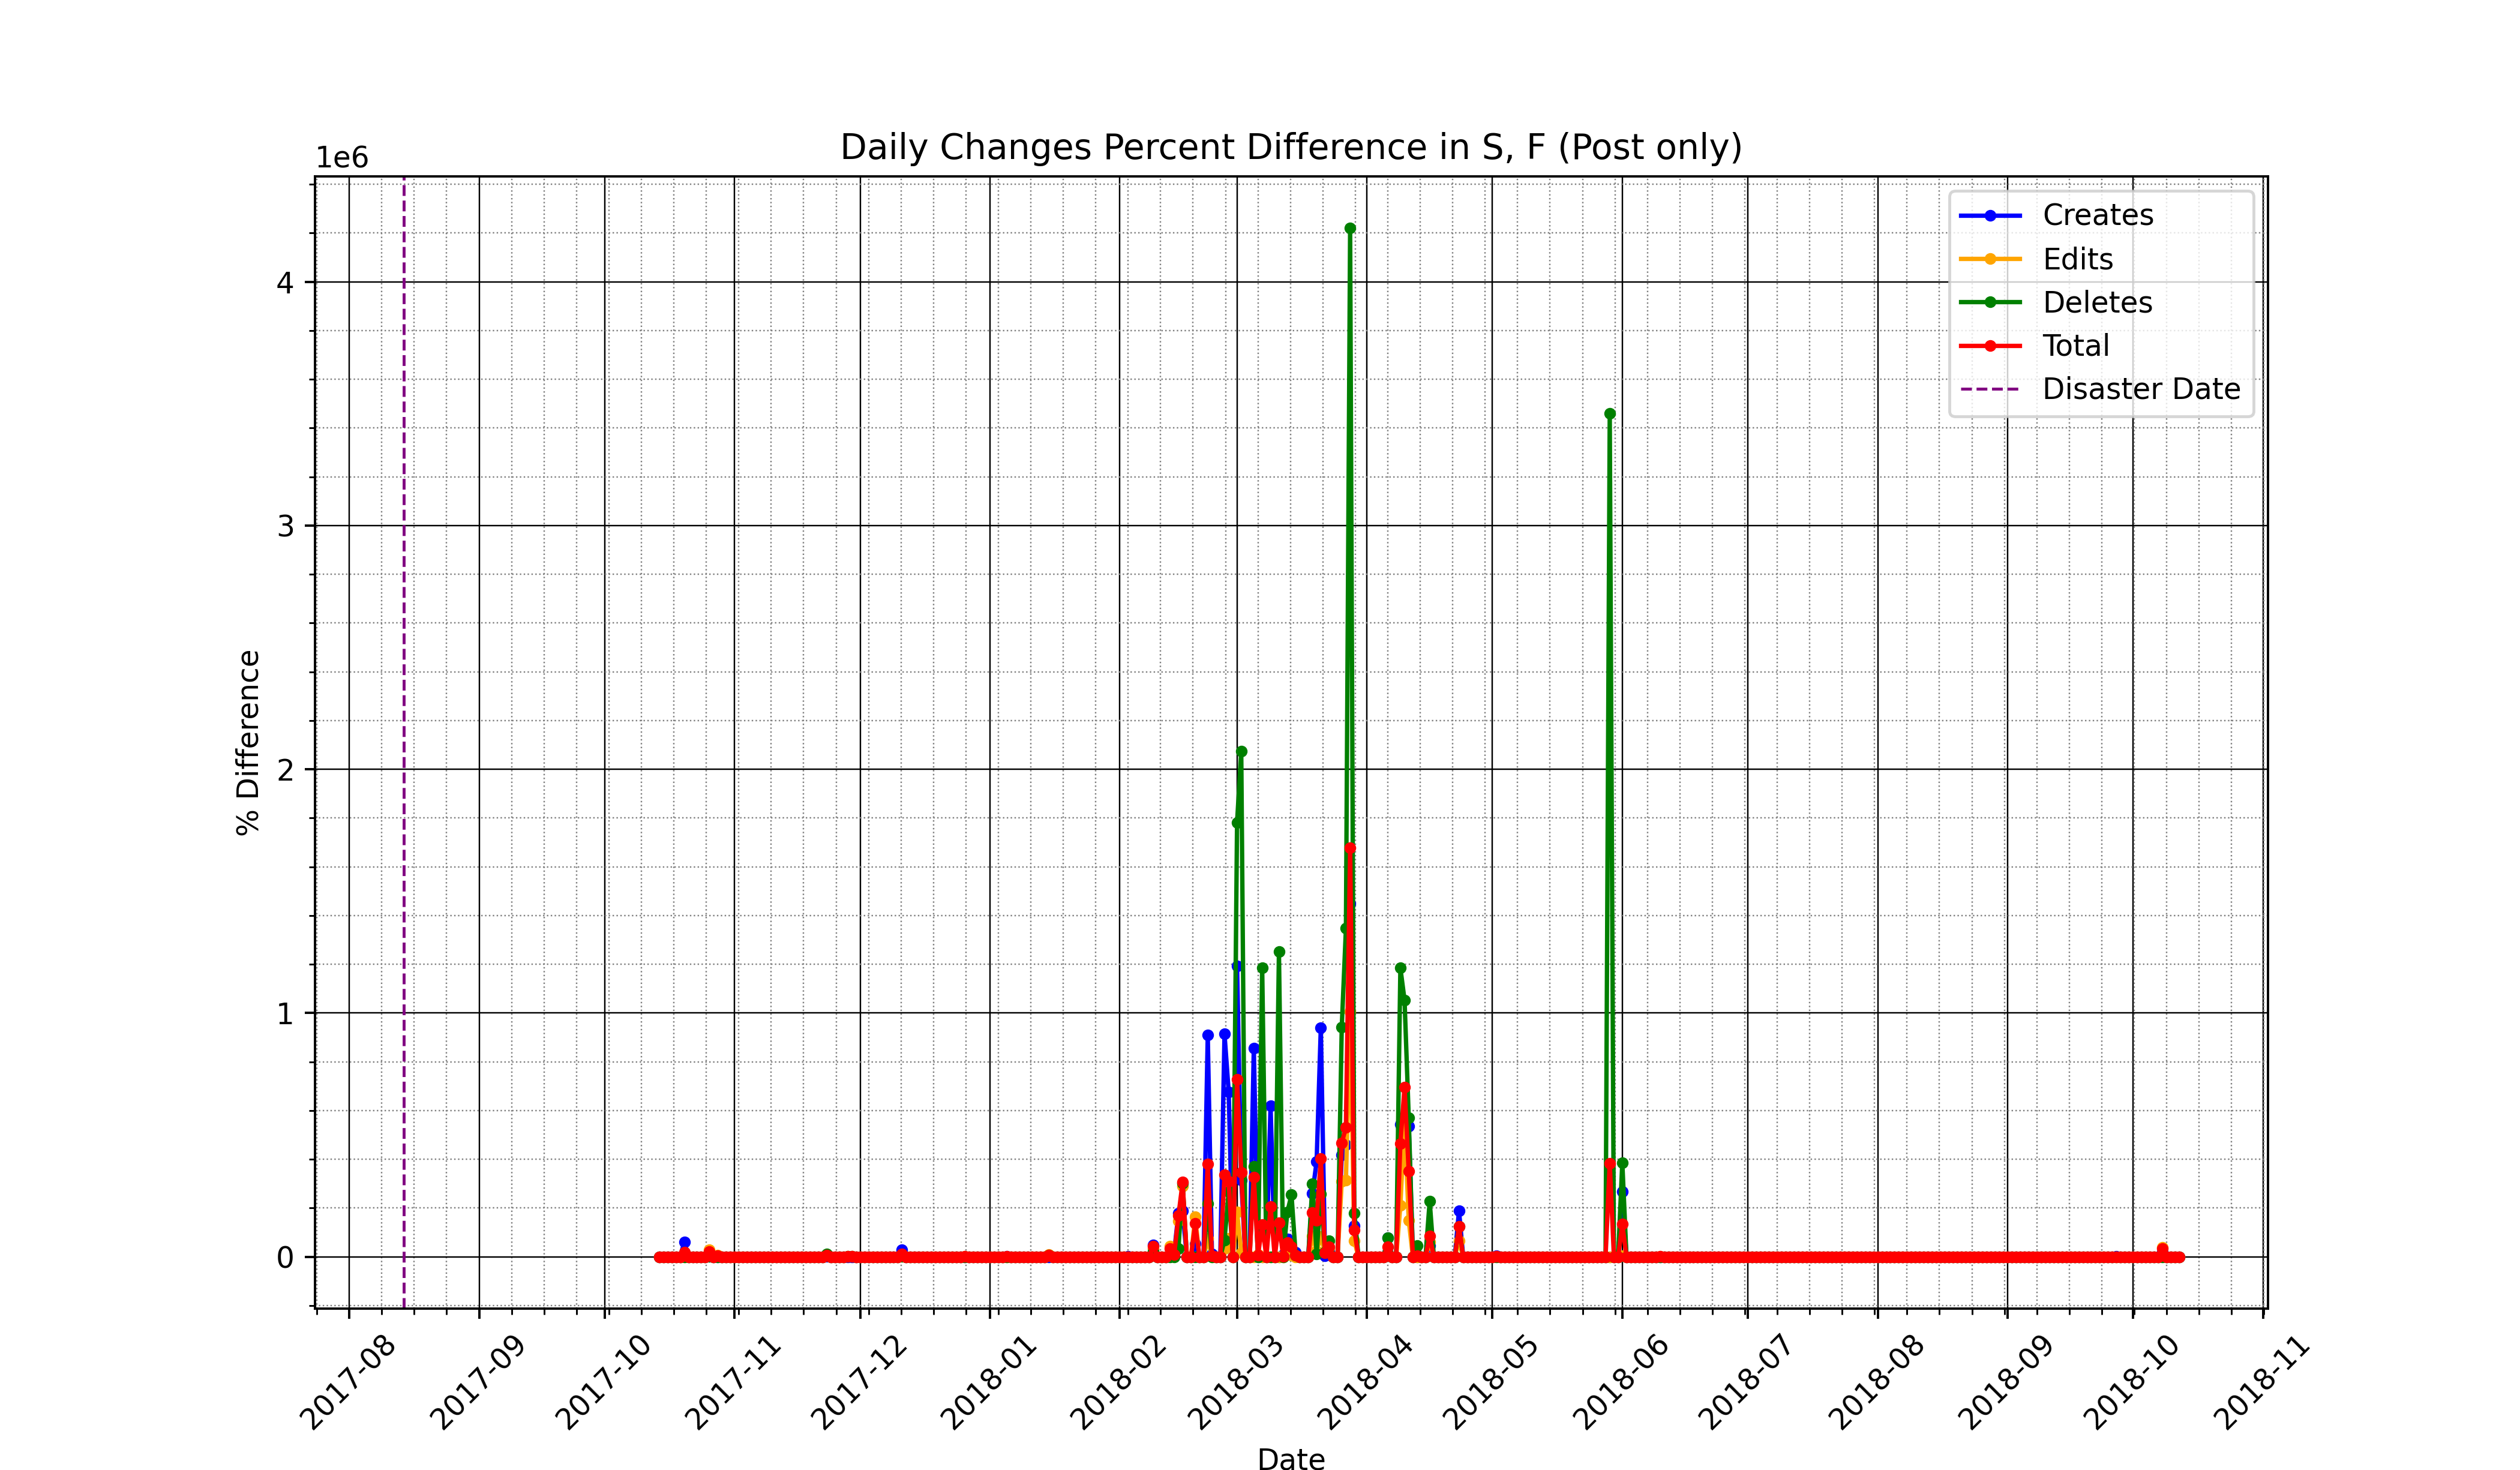 Daily Changes Percent Difference in S, F (Post only)
1e6
4
3
2
1
0
% Difference
Creates
Edits
Deletes
Total
Disaster Date
2017-08
2017-09
2017-10
2017-11
2017-12
2018-01
2018-02
2018-03
2018-04
2018-05
2018-06
2018-07
2018-08
2018-09
2018-10
2018-11
Date